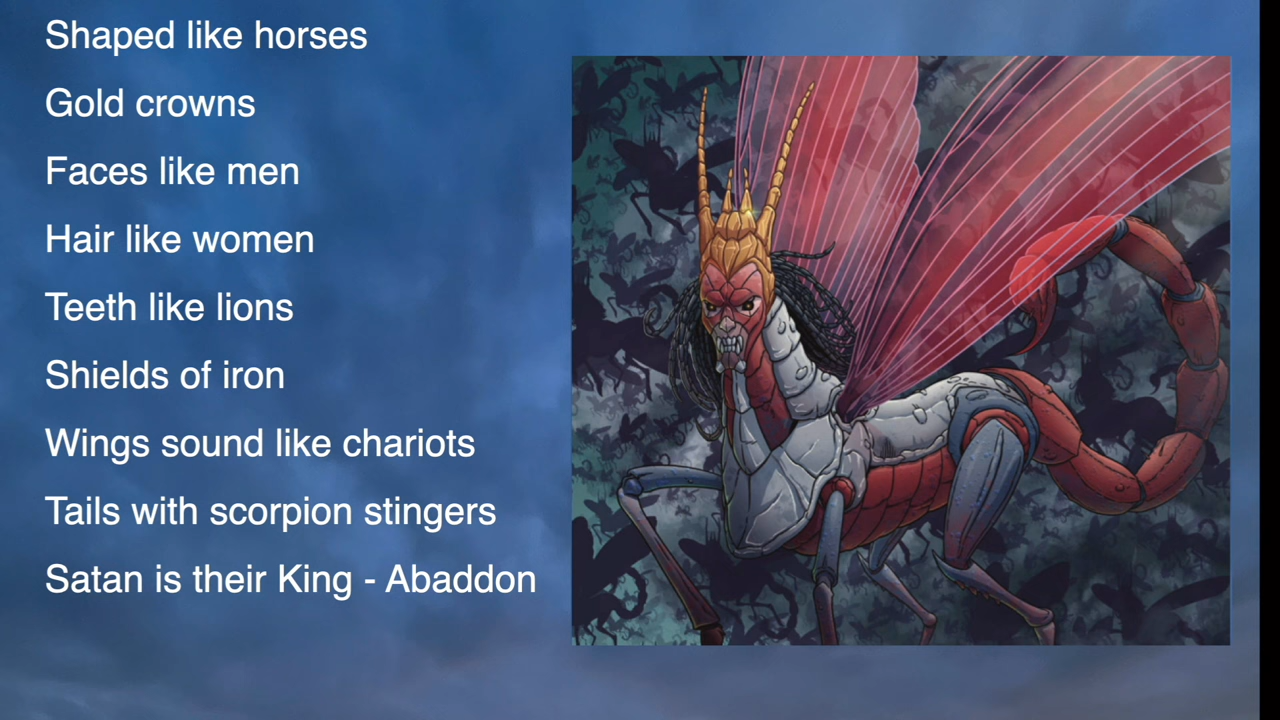 Shaped like horses
Gold crowns
Faces like men
Hair like women
Teeth like lions
Shields of iron
Wings sound like chariots
Tails with scorpion stingers
Satan is their King - Abaddon